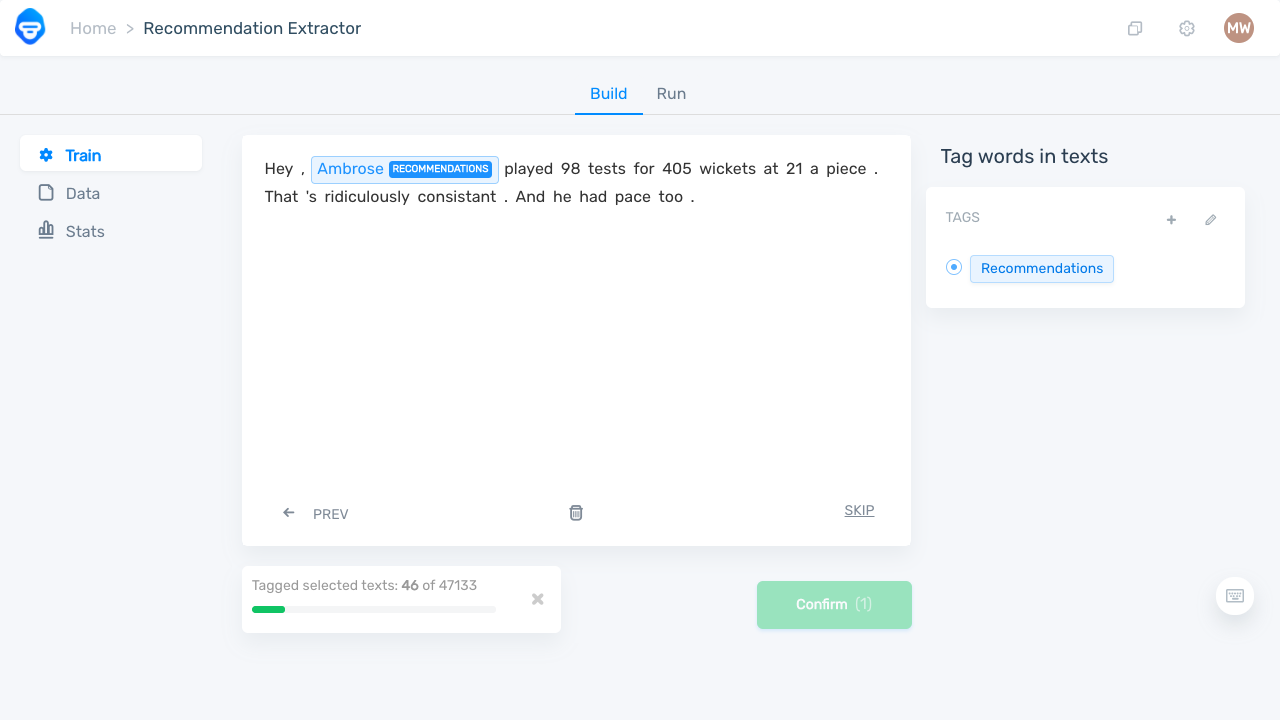 Home > Recommendation Extractor
MW
Build Run
Train
Data
Stats
Hey , Ambrose RECOMMENDATIONS played 98 tests for 405 wickets at 21 a piece .
That 's ridiculously consistant . And he had pace too .
PREV
SKIP
Tagged selected texts: 46 of 47133
Confirm (1)
Tag words in texts
TAGS
Recommendations